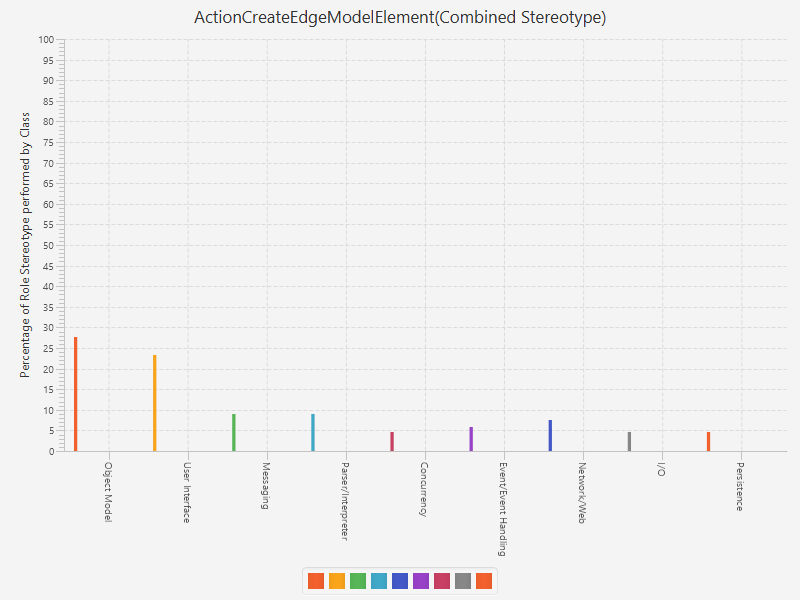 ActionCreateEdgeModelElement(Combined Stereotype)
Percentage of Role Stereotype performed by Class
100
95
90
85
80
75
70
65
60
55
50
45
40
35
30
25
20
15
10
5
0
Object Model
User Interface
Messaging
Parser/Interpreter
Concurrency
Event/Event Handling
Network/Web
I/O
Persistence